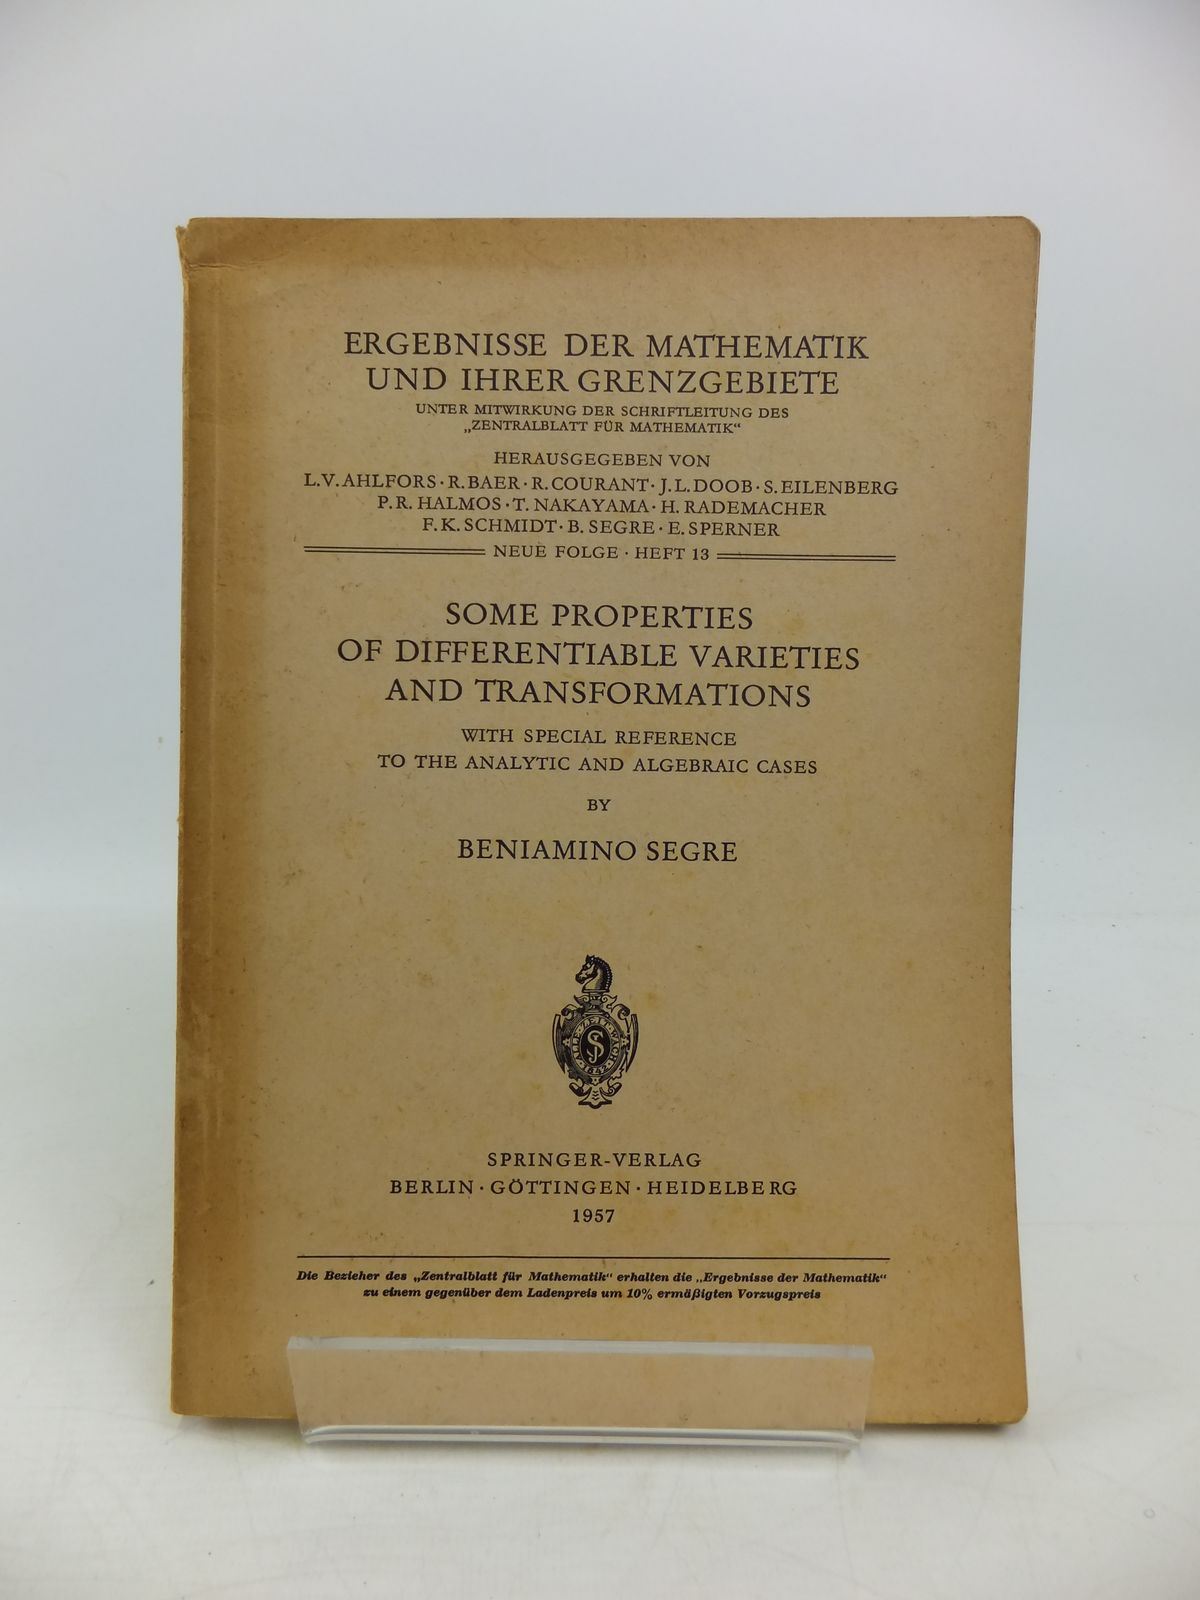 ERGEBNISSE DER MATHEMATIK
UND IHRER GRENZGEBIETE
UNTER MITWIRKUNG DER SCHRIFTLEITUNG DES
„ZENTRALBLATT FÜR MATHEMATIK“
HERAUSGEGEBEN VON
L.V. AHLFORS · R. BAER · R. COURANT · J.L. DOOB · S. EILENBERG
P.R. HALMOS · T. NAKAYAMA · H. RADEMACHER
F.K. SCHMIDT · B. SEGRE · E. SPERNER
NEUE FOLGE · HEFT 13
SOME PROPERTIES
OF DIFFERENTIABLE VARIETIES
AND TRANSFORMATIONS
WITH SPECIAL REFERENCE
TO THE ANALYTIC AND ALGEBRAIC CASES
BY
BENIAMINO SEGRE
ALLE·ZEIT·WACH
1842
SPRINGER-VERLAG
BERLIN · GÖTTINGEN · HEIDELBERG
1957
Die Bezieher des „Zentralblatt für Mathematik“ erhalten die „Ergebnisse der Mathematik“
zu einem gegenüber dem Ladenpreis um 10% ermäßigten Vorzugspreis